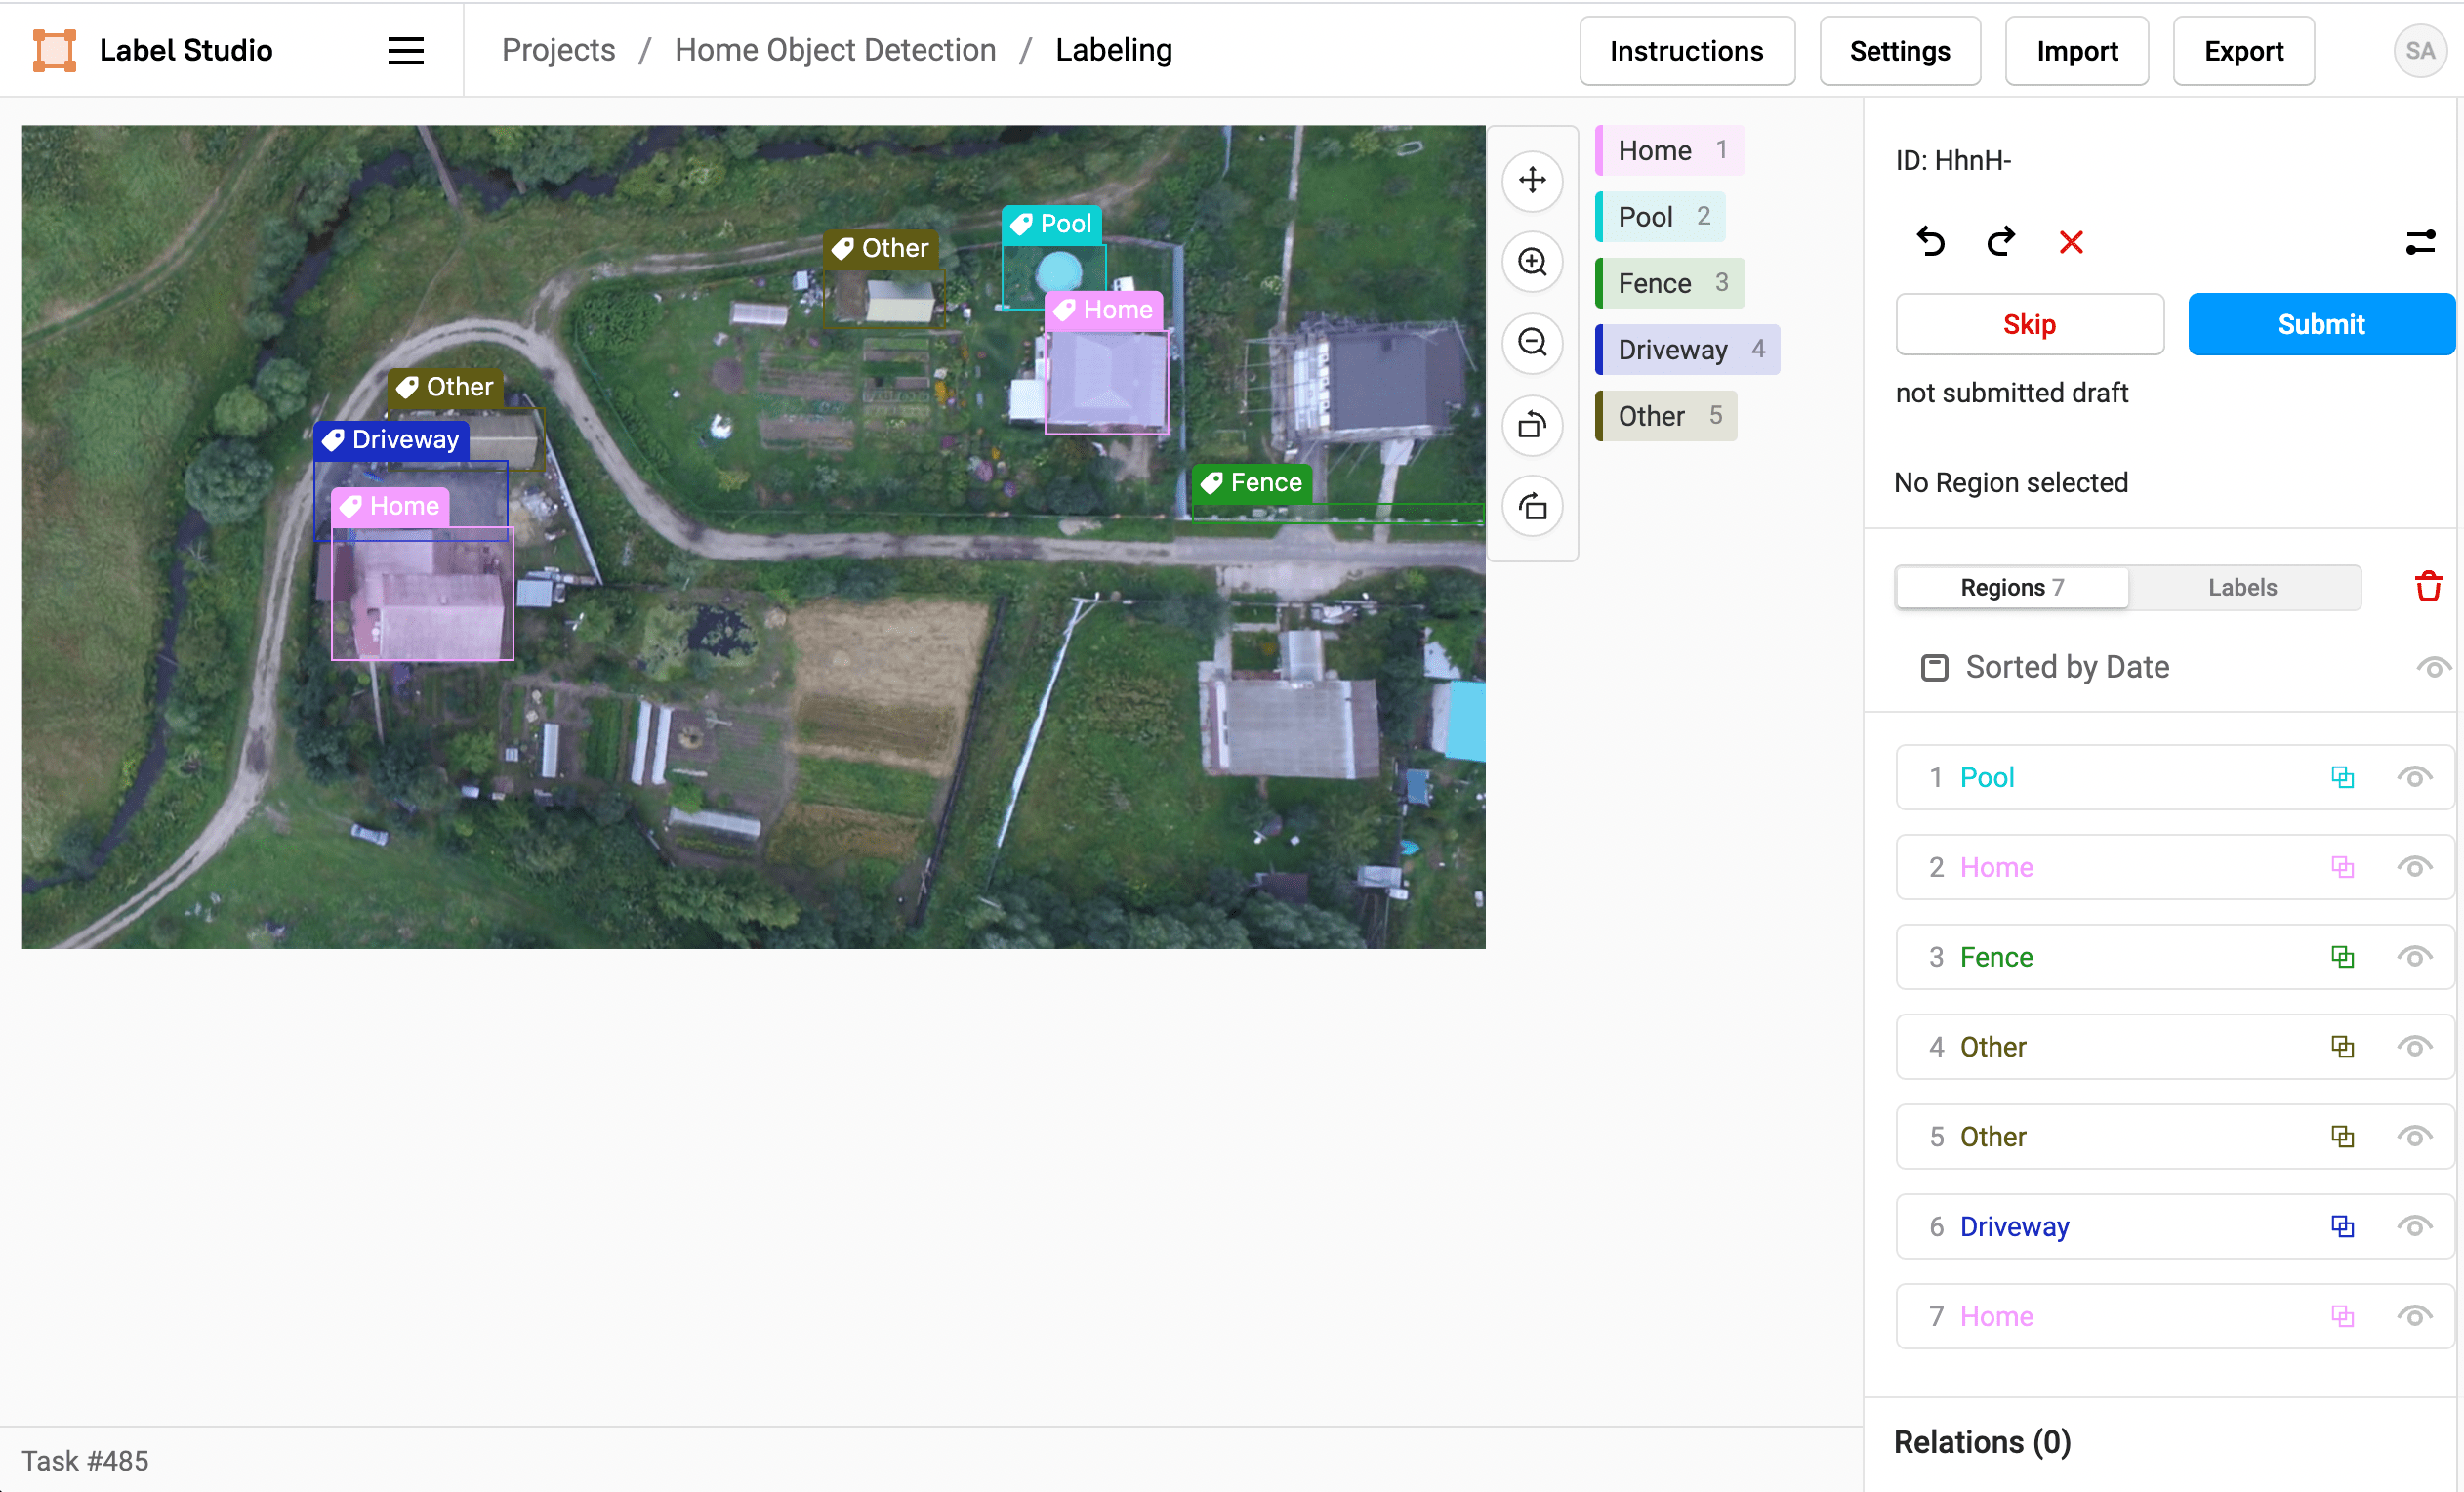 Label Studio
Projects / Home Object Detection / Labeling
Instructions
Settings
Import
Export
SA
Home 1
Pool 2
Fence 3
Driveway 4
Other 5
Pool
Other
Home
Other
Driveway
Fence
Home
ID: HhnH-
Skip
Submit
not submitted draft
No Region selected
Regions 7
Labels
Sorted by Date
1 Pool
2 Home
3 Fence
4 Other
5 Other
6 Driveway
7 Home
Relations (0)
Task #485